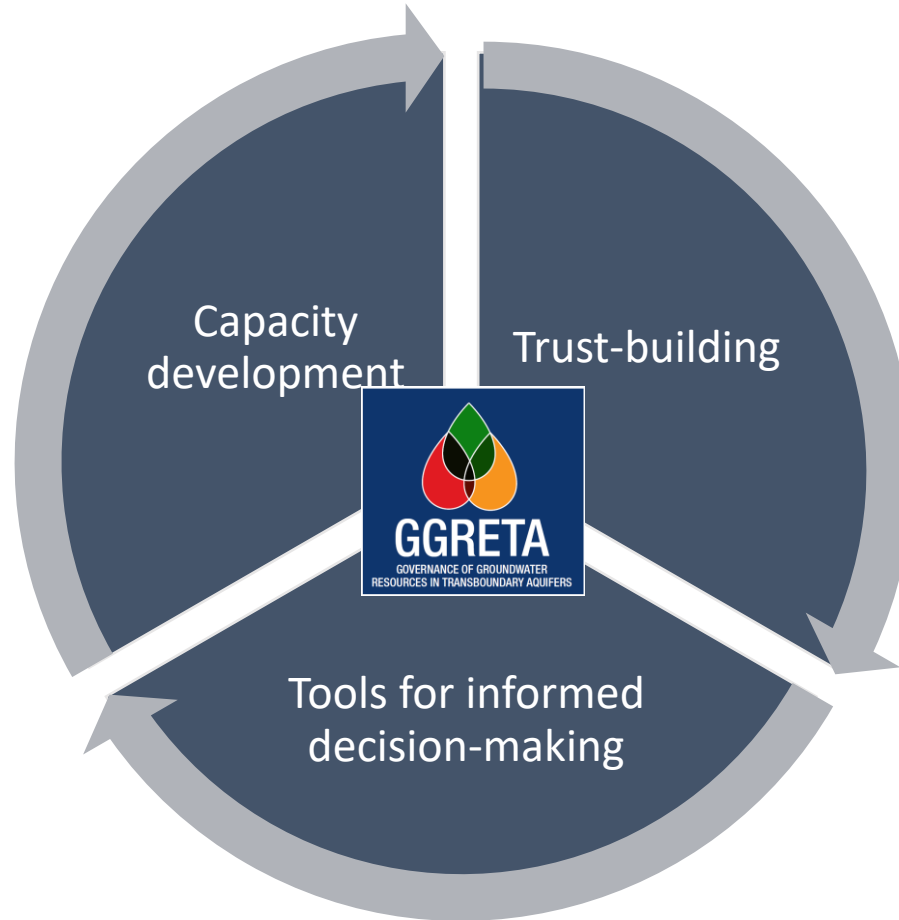 Capacity
development
Trust-building
GGRETA
GOVERNANCE OF GROUNDWATER
RESOURCES IN TRANSBOUNDARY AQUIFERS
Tools for informed
decision-making